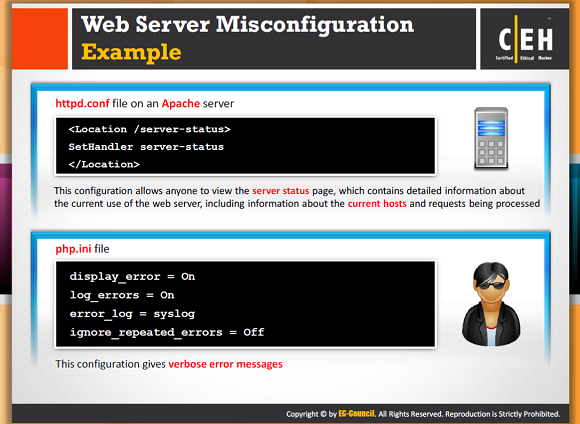 Web Server Misconfiguration
Example
CEH
Certified Ethical Hacker
httpd.conf file on an Apache server
<Location /server-status>
SetHandler server-status
</Location>
This configuration allows anyone to view the server status page, which contains detailed information about
the current use of the web server, including information about the current hosts and requests being processed
php.ini file
display_error = On
log_errors = On
error_log = syslog
ignore_repeated_errors = Off
This configuration gives verbose error messages
Copyright © by EC-Council. All Rights Reserved. Reproduction is Strictly Prohibited.